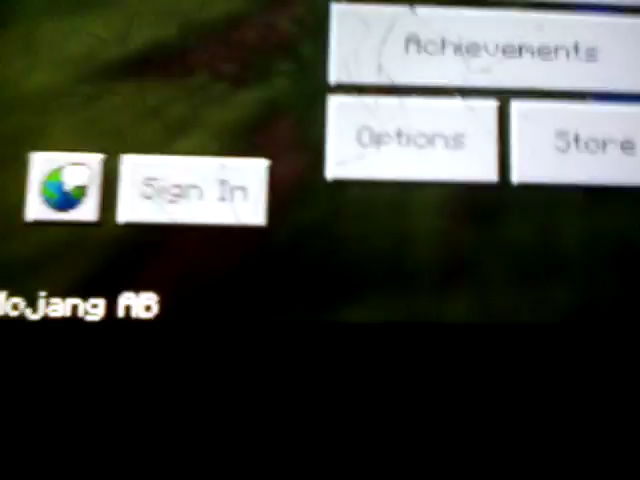 Achievements
Options
Store
Sign In
ojang AB